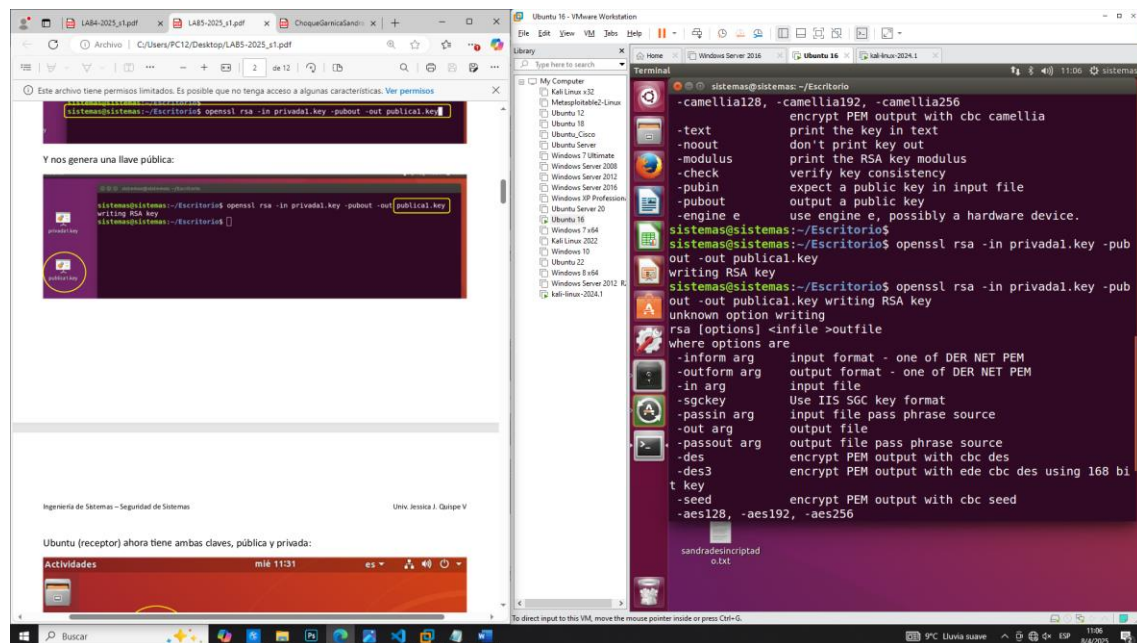 LAB4-2025_s1.pdf
LAB5-2025_s1.pdf
ChoqueGarnicaSandra
Archivo | C:/Users/PC12/Desktop/LAB5-2025_s1.pdf
2 de 12
Este archivo tiene permisos limitados. Es posible que no tenga acceso a algunas características. Ver permisos
sistemas@sistemas:~/Escritorio$
sistemas@sistemas:~/Escritorio$ openssl rsa -in privada1.key -pubout -out publica1.key
Y nos genera una llave pública:
sistemas@sistemas: ~/Escritorio
sistemas@sistemas:~/Escritorio$ openssl rsa -in privada1.key -pubout -out publica1.key
writing RSA key
sistemas@sistemas:~/Escritorio$
privada1.key
publica1.key
Ingeniería de Sistemas – Seguridad de Sistemas
Univ. Jessica J. Quispe V
Ubuntu (receptor) ahora tiene ambas claves, pública y privada:
Actividades
mié 11:31
es
Ubuntu 16 - VMware Workstation
File Edit View VM Tabs Help
Library
Type here to search
My Computer
Kali Linux x32
Metasploitable2-Linux
Ubuntu 12
Ubuntu 18
Ubuntu_Cisco
Ubuntu Server
Windows 7 Ultimate
Windows Server 2008
Windows Server 2012
Windows Server 2016
Windows XP Profession
Ubuntu Server 20
Ubuntu 16
Windows 7 x64
Kali Linux 2022
Windows 10
Ubuntu 22
Windows 8 x64
Windows Server 2012 R
kali-linux-2024.1
Home
Windows Server 2016
Ubuntu 16
kali-linux-2024.1
Terminal
11:06 sistemas
sistemas@sistemas: ~/Escritorio
-camellia128, -camellia192, -camellia256
encrypt PEM output with cbc camellia
-text print the key in text
-noout don't print key out
-modulus print the RSA key modulus
-check verify key consistency
-pubin expect a public key in input file
-pubout output a public key
-engine e use engine e, possibly a hardware device.
sistemas@sistemas:~/Escritorio$
sistemas@sistemas:~/Escritorio$ openssl rsa -in privada1.key -pub
out -out publica1.key
writing RSA key
sistemas@sistemas:~/Escritorio$ openssl rsa -in privada1.key -pub
out -out publica1.key writing RSA key
unknown option writing
rsa [options] <infile >outfile
where options are
-inform arg input format - one of DER NET PEM
-outform arg output format - one of DER NET PEM
-in arg input file
-sgckey Use IIS SGC key format
-passin arg input file pass phrase source
-out arg output file
-passout arg output file pass phrase source
-des encrypt PEM output with cbc des
-des3 encrypt PEM output with ede cbc des using 168 bi
t key
-seed encrypt PEM output with cbc seed
-aes128, -aes192, -aes256
sandradesincriptad
o.txt
To direct input to this VM, move the mouse pointer inside or press Ctrl+G.
Buscar
9°C Lluvia suave
ESP
11:06
8/4/2025